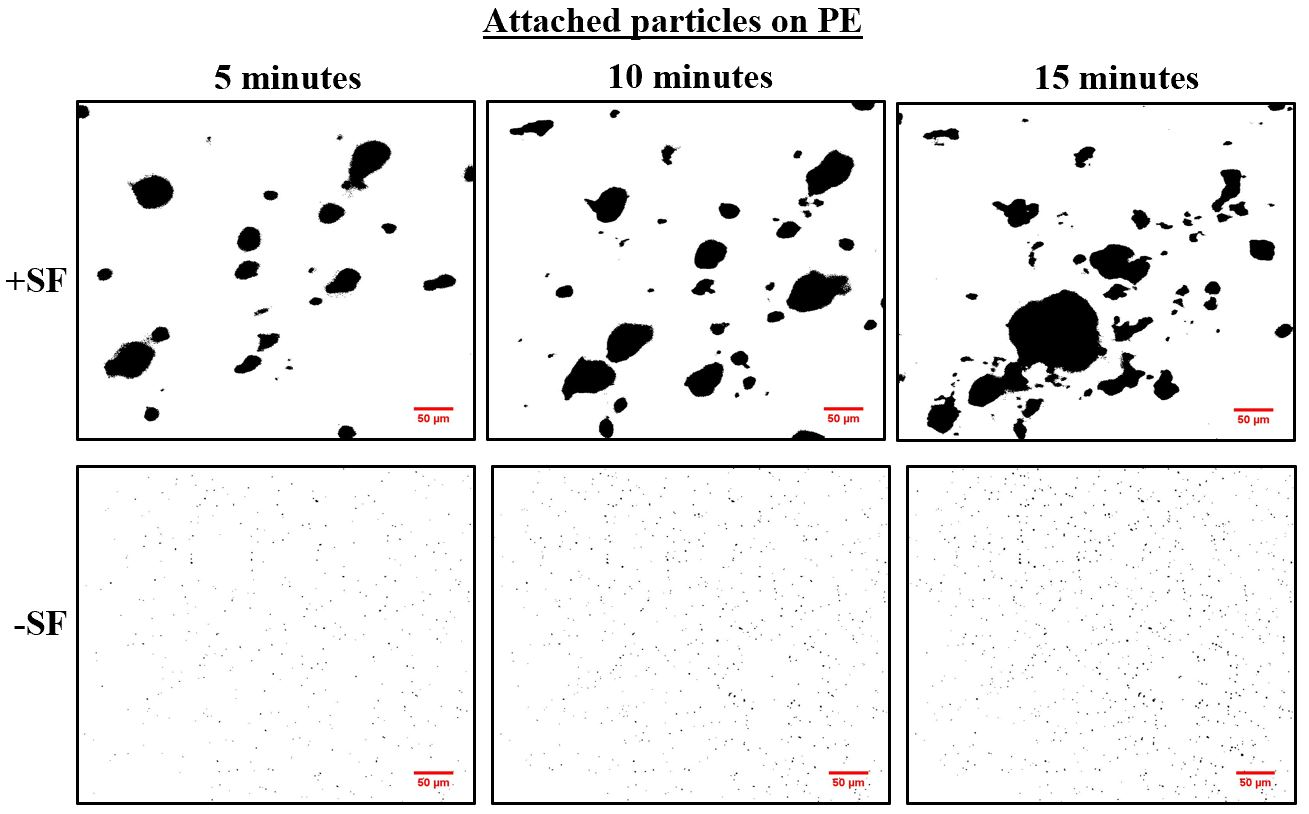 Attached particles on PE
5 minutes
10 minutes
15 minutes
+SF
50 µm
50 µm
50 µm
-SF
50 µm
50 µm
50 µm